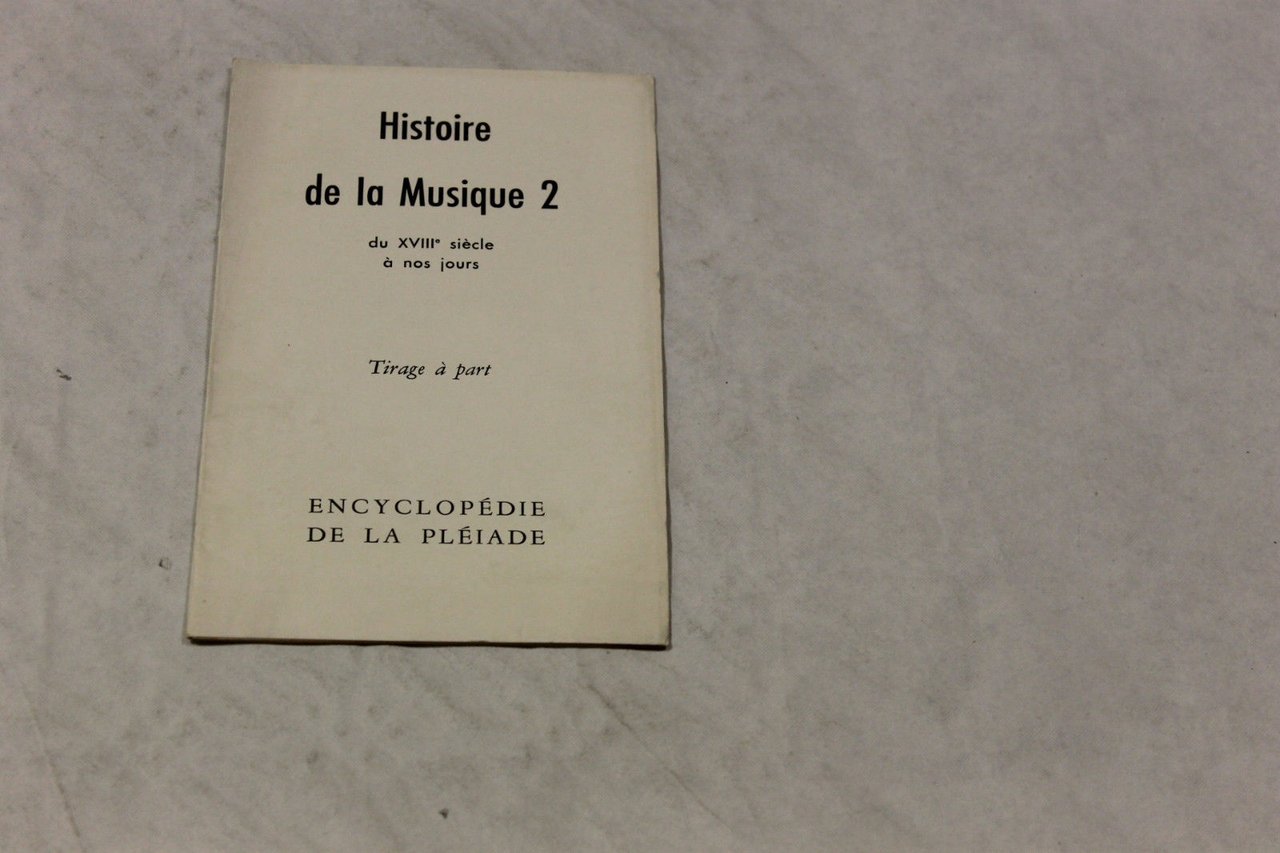 Histoire
de la Musique 2
du XVIIIe siècle
à nos jours
Tirage à part
ENCYCLOPÉDIE
DE LA PLÉIADE